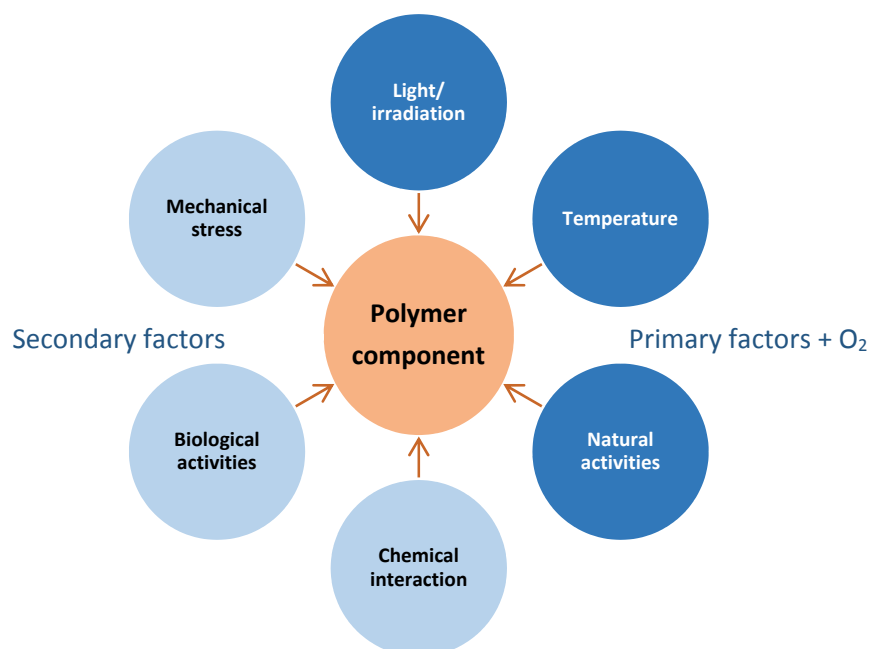 Light/
irradiation
Mechanical
stress
Temperature
Polymer
component
Secondary factors
Primary factors + O₂
Biological
activities
Natural
activities
Chemical
interaction